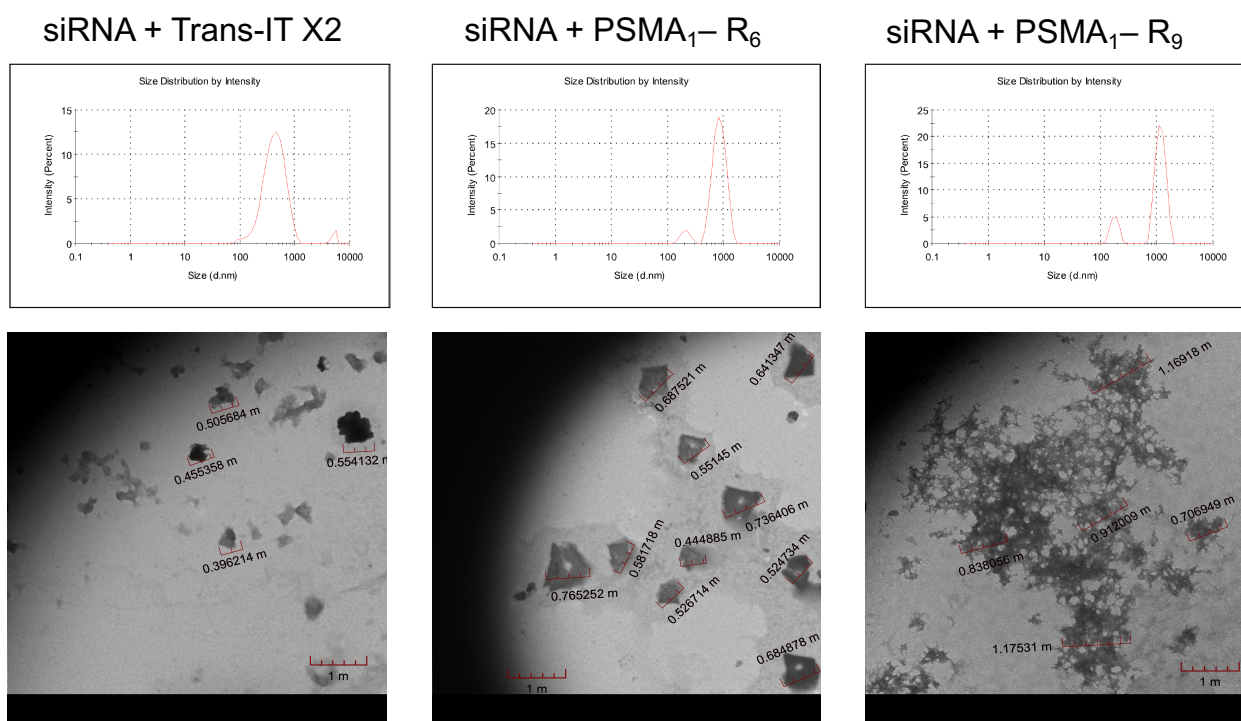 siRNA + Trans-IT X2
siRNA + PSMA₁– R₆
siRNA + PSMA₁– R₉
Size Distribution by Intensity
Intensity (Percent)
15
10
5
0
0.1 1 10 100 1000 10000
Size (d.nm)
Size Distribution by Intensity
Intensity (Percent)
20
15
10
5
0
0.1 1 10 100 1000 10000
Size (d.nm)
Size Distribution by Intensity
Intensity (Percent)
25
20
15
10
5
0
0.1 1 10 100 1000 10000
Size (d.nm)
0.505684 m
0.455358 m
0.554132 m
0.396214 m
1 m
0.641347 m
0.687521 m
0.55145 m
0.736406 m
0.444885 m
0.581718 m
0.524734 m
0.765252 m
0.526714 m
0.684878 m
1 m
1.16918 m
0.912009 m
0.706949 m
0.838056 m
1.17531 m
1 m